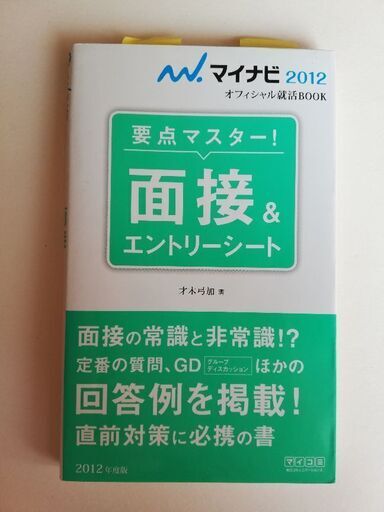 マイナビ 2012
オフィシャル就活BOOK
要点マスター!
面接&
エントリーシート
才木弓加 著
面接の常識と非常識!?
定番の質問、GD グループディスカッション ほかの
回答例を掲載!
直前対策に必携の書
2012年度版
マイコミ